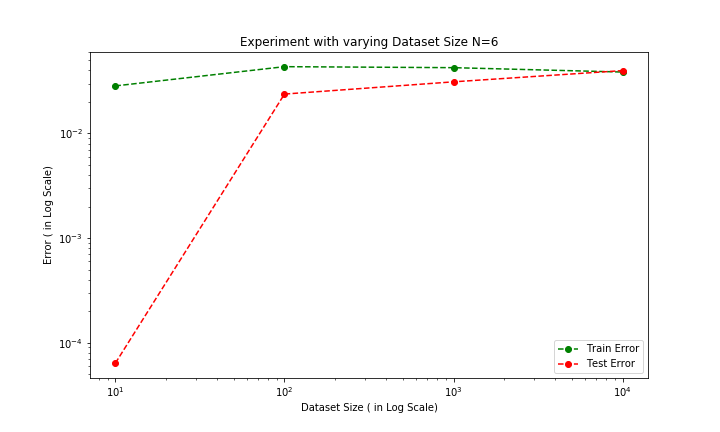 Experiment with varying Dataset Size N=6
Error ( in Log Scale)
10⁻²
10⁻³
10⁻⁴
10¹
10²
10³
10⁴
Dataset Size ( in Log Scale)
Train Error
Test Error